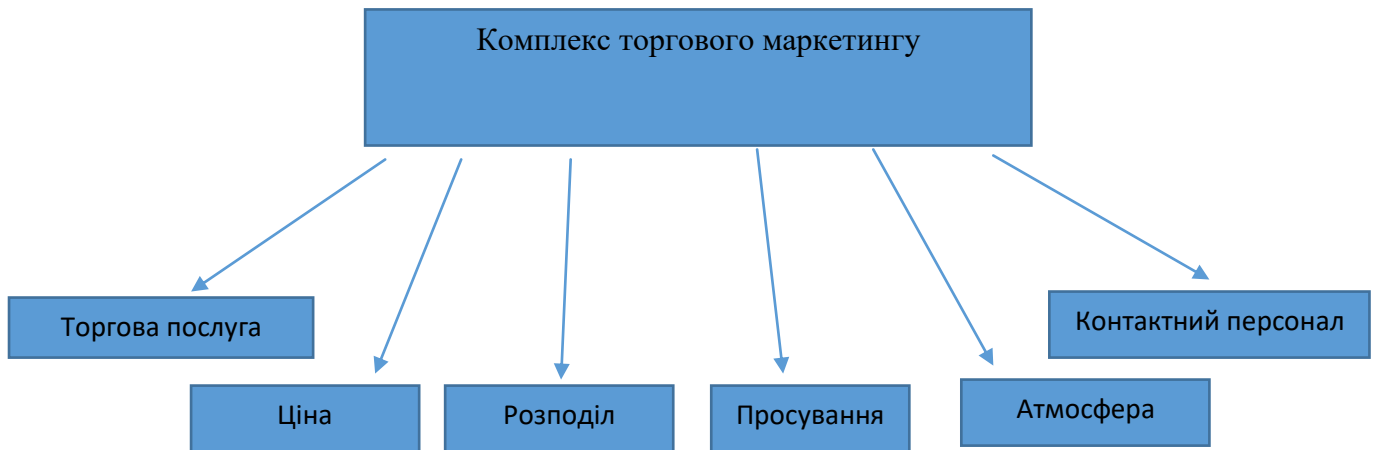 Комплекс торгового маркетингу
Торгова послуга
Контактний персонал
Ціна
Розподіл
Просування
Атмосфера